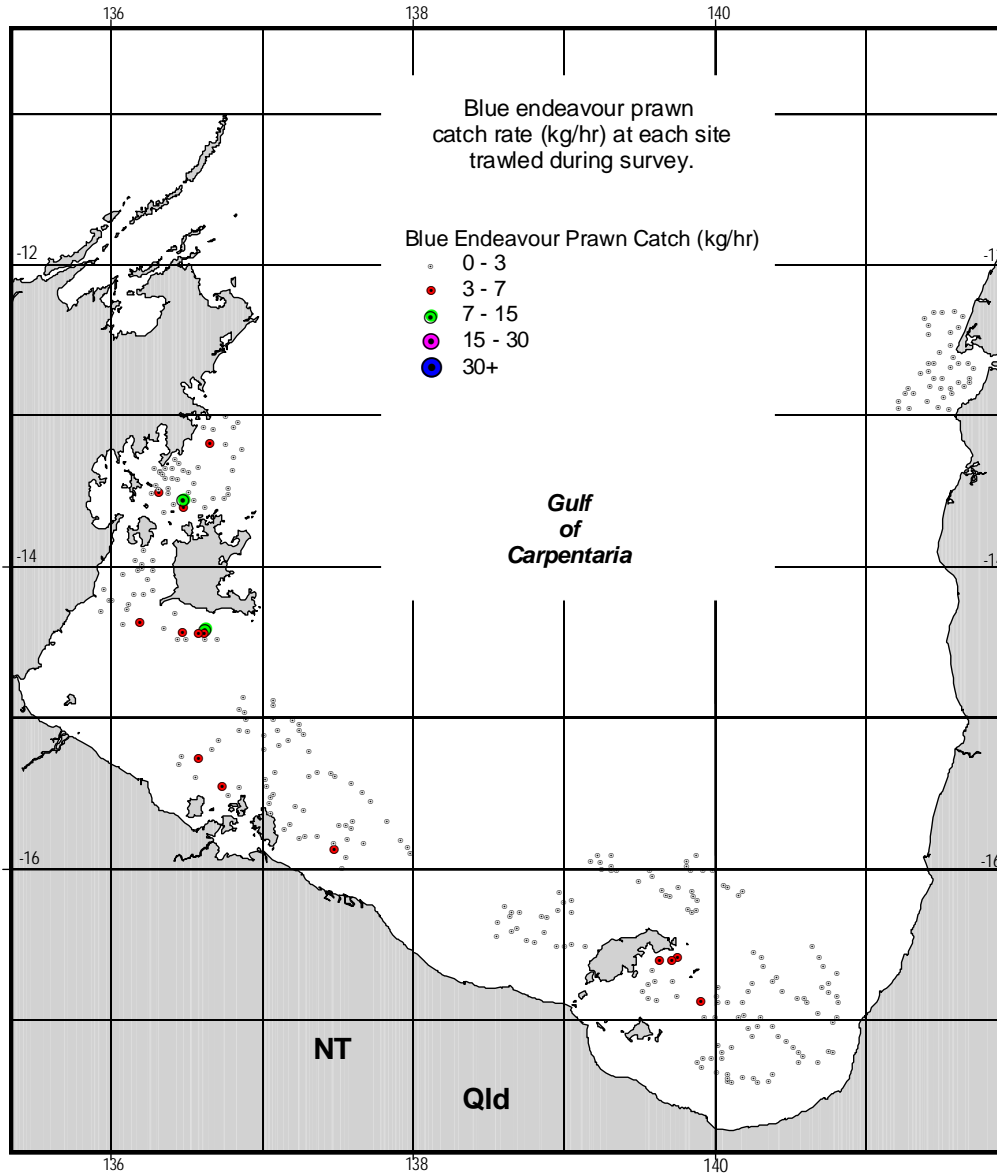 136 138 140
Blue endeavour prawn
catch rate (kg/hr) at each site
trawled during survey.
Blue Endeavour Prawn Catch (kg/hr)
0 - 3
3 - 7
7 - 15
15 - 30
30+
-12
Gulf
of
Carpentaria
-14
-16 -16
NT
Qld
136 138 140